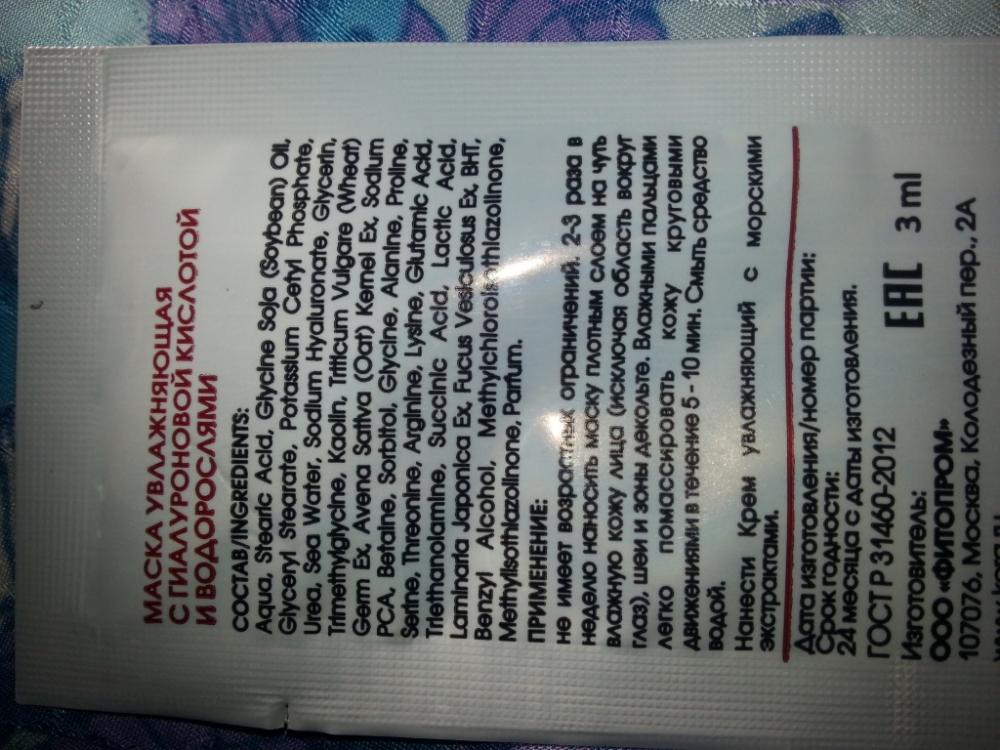 МАСКА УВЛАЖНЯЮЩАЯ
С ГИАЛУРОНОВОЙ КИСЛОТОЙ
И ВОДОРОСЛЯМИ
СОСТАВ/INGREDIENTS:
Aqua, Stearic Acid, Glycine Soja (Soybean) Oil,
Glyceryl Stearate, Potassium Cetyl Phosphate,
Urea, Sea Water, Sodium Hyaluronate, Glycerin,
Trimethylglycine, Kaolin, Triticum Vulgare (Wheat)
Germ Ex, Avena Sativa (Oat) Kernel Ex, Sodium
PCA, Betaine, Sorbitol, Glycine, Alanine, Proline,
Serine, Threonine, Arginine, Lysine, Glutamic Acid,
Triethanolamine, Succinic Acid, Lactic Acid,
Laminaria Japonica Ex, Fucus Vesiculosus Ex, BHT,
Benzyl Alcohol, Methylchloroisothiazolinone,
Methylisothiazolinone, Parfum.
ПРИМЕНЕНИЕ:
не имеет возрастных ограничений. 2-3 раза в
неделю наносить маску плотным слоем на чуть
влажную кожу лица (исключая область вокруг
глаз), шеи и зоны декольте. Влажными пальцами
легко помассировать кожу круговыми
движениями в течение 5 - 10 мин. Смыть средство
водой.
Нанести Крем увлажняющий с морскими
экстрактами.
Дата изготовления/номер партии:
Срок годности:
24 месяца с даты изготовления.
ГОСТ Р 31460-2012 EAC 3 ml
Изготовитель:
ООО «ФИТОПРОМ»
107076, Москва, Колодезный пер., 2А